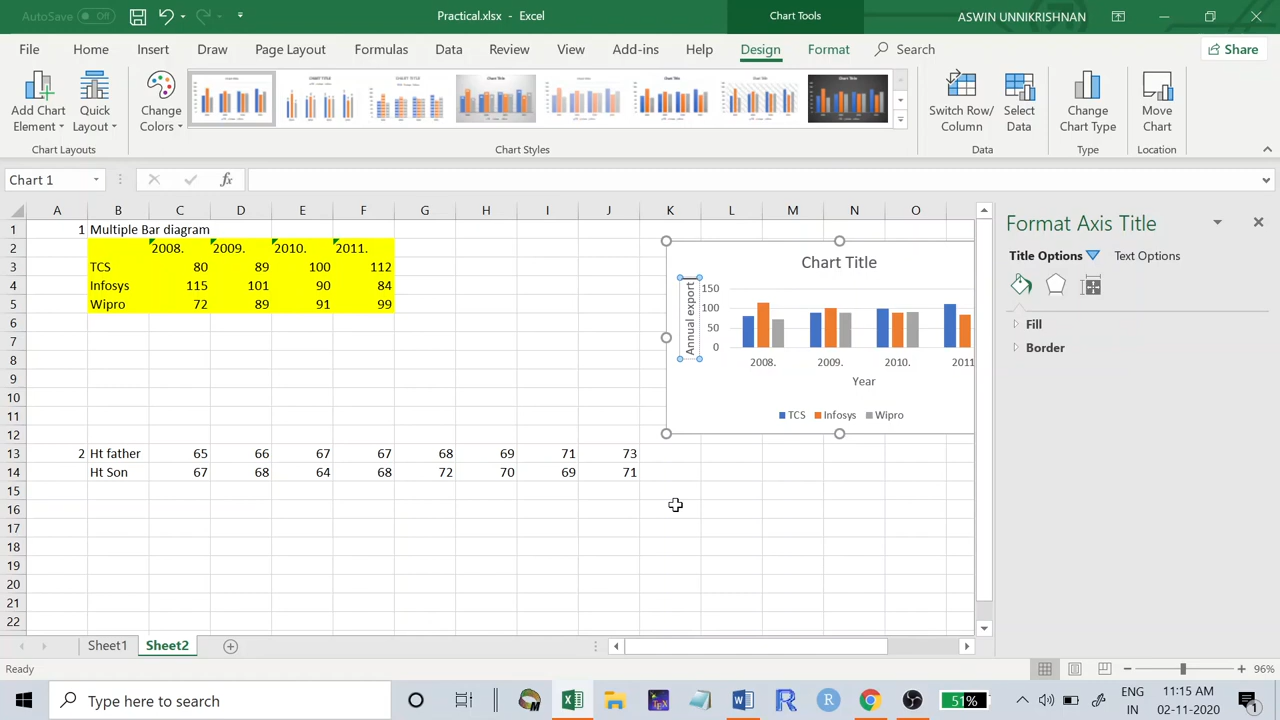 AutoSave Off
Practical.xlsx - Excel
Chart Tools
ASWIN UNNIKRISHNAN
File Home Insert Draw Page Layout Formulas Data Review View Add-ins Help Design Format Search Share
Add Chart Element Quick Layout Change Colors Switch Row/ Column Select Data Change Chart Type Move Chart
Chart Layouts Chart Styles Data Type Location
Chart 1 fx
A B C D E F G H I J K L M N O
1 1 Multiple Bar diagram
2 2008. 2009. 2010. 2011.
3 TCS 80 89 100 112
4 Infosys 115 101 90 84
5 Wipro 72 89 91 99
6
7
8
9
10
11
12
13 2 Ht father 65 66 67 67 68 69 71 73
14 Ht Son 67 68 64 68 72 70 69 71
15
16
17
18
19
20
21
22
Chart Title
Annual export
150
100
50
0
2008. 2009. 2010. 2011
Year
TCS Infosys Wipro
Format Axis Title
Title Options Text Options
Fill
Border
Sheet1 Sheet2
Ready 96%
Type here to search
51%
ENG
IN
11:15 AM
02-11-2020